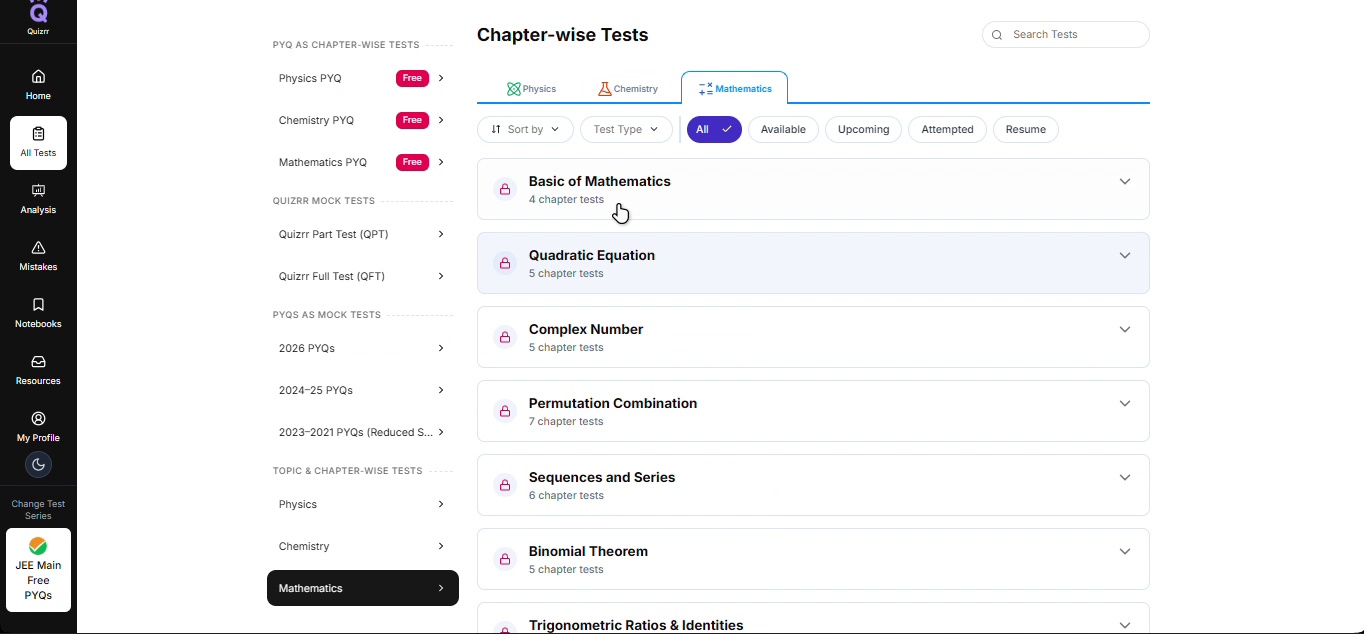 Quizrr
Home
All Tests
Analysis
Mistakes
Notebooks
Resources
My Profile
Change Test
Series
JEE Main
Free
PYQs
PYQ AS CHAPTER-WISE TESTS
Physics PYQ Free
Chemistry PYQ Free
Mathematics PYQ Free
QUIZRR MOCK TESTS
Quizrr Part Test (QPT)
Quizrr Full Test (QFT)
PYQS AS MOCK TESTS
2026 PYQs
2024–25 PYQs
2023–2021 PYQs (Reduced S...
TOPIC & CHAPTER-WISE TESTS
Physics
Chemistry
Mathematics
Chapter-wise Tests
Search Tests
Physics Chemistry Mathematics
Sort by Test Type All Available Upcoming Attempted Resume
Basic of Mathematics
4 chapter tests
Quadratic Equation
5 chapter tests
Complex Number
5 chapter tests
Permutation Combination
7 chapter tests
Sequences and Series
6 chapter tests
Binomial Theorem
5 chapter tests
Trigonometric Ratios & Identities